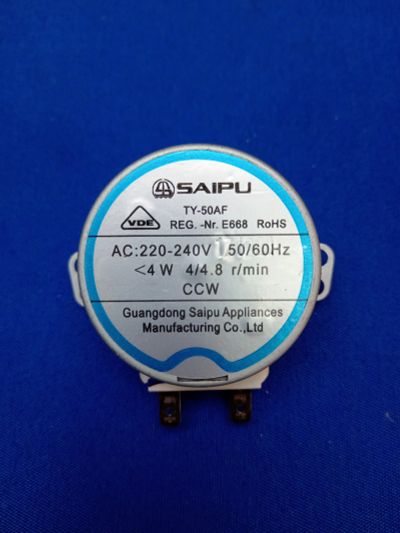 SAIPU
TY-50AF
VDE REG. -Nr. E668 RoHS
AC:220-240V 50/60Hz
<4 W 4/4.8 r/min
CCW
Guangdong Saipu Appliances
Manufacturing Co.,Ltd